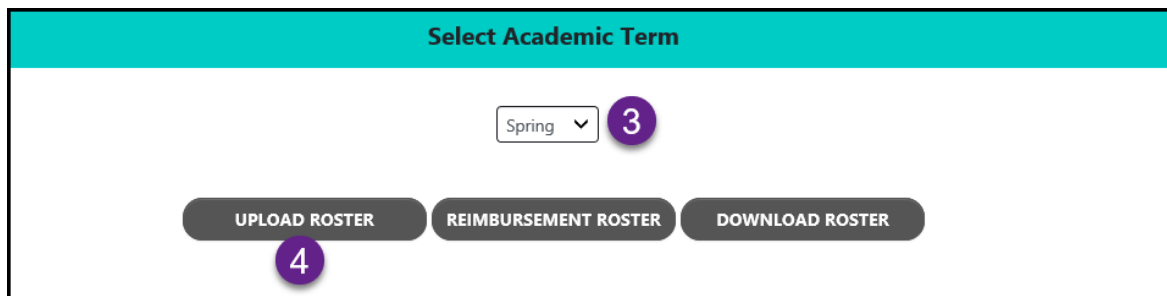 Select Academic Term
Spring 3
UPLOAD ROSTER REIMBURSEMENT ROSTER DOWNLOAD ROSTER
4